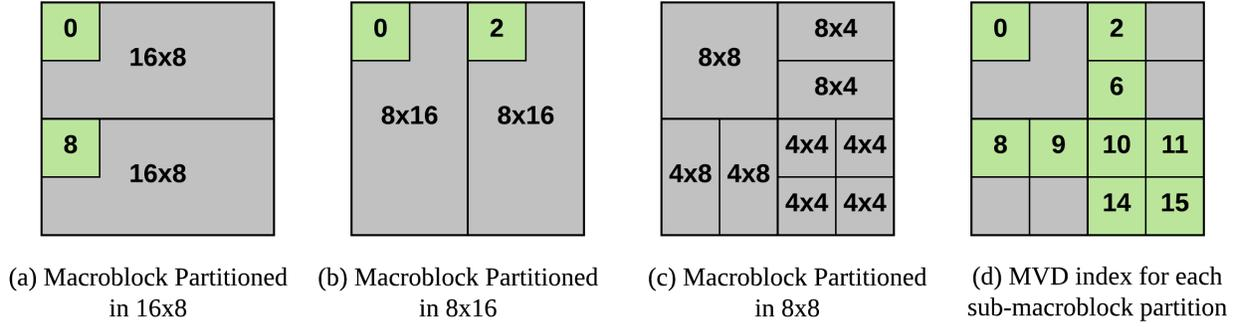 0
16x8
8
16x8
(a) Macroblock Partitioned
in 16x8
0 2
8x16 8x16
(b) Macroblock Partitioned
in 8x16
8x8 8x4
8x4
4x8 4x8 4x4 4x4
4x4 4x4
(c) Macroblock Partitioned
in 8x8
0 2
6
8 9 10 11
14 15
(d) MVD index for each
sub-macroblock partition